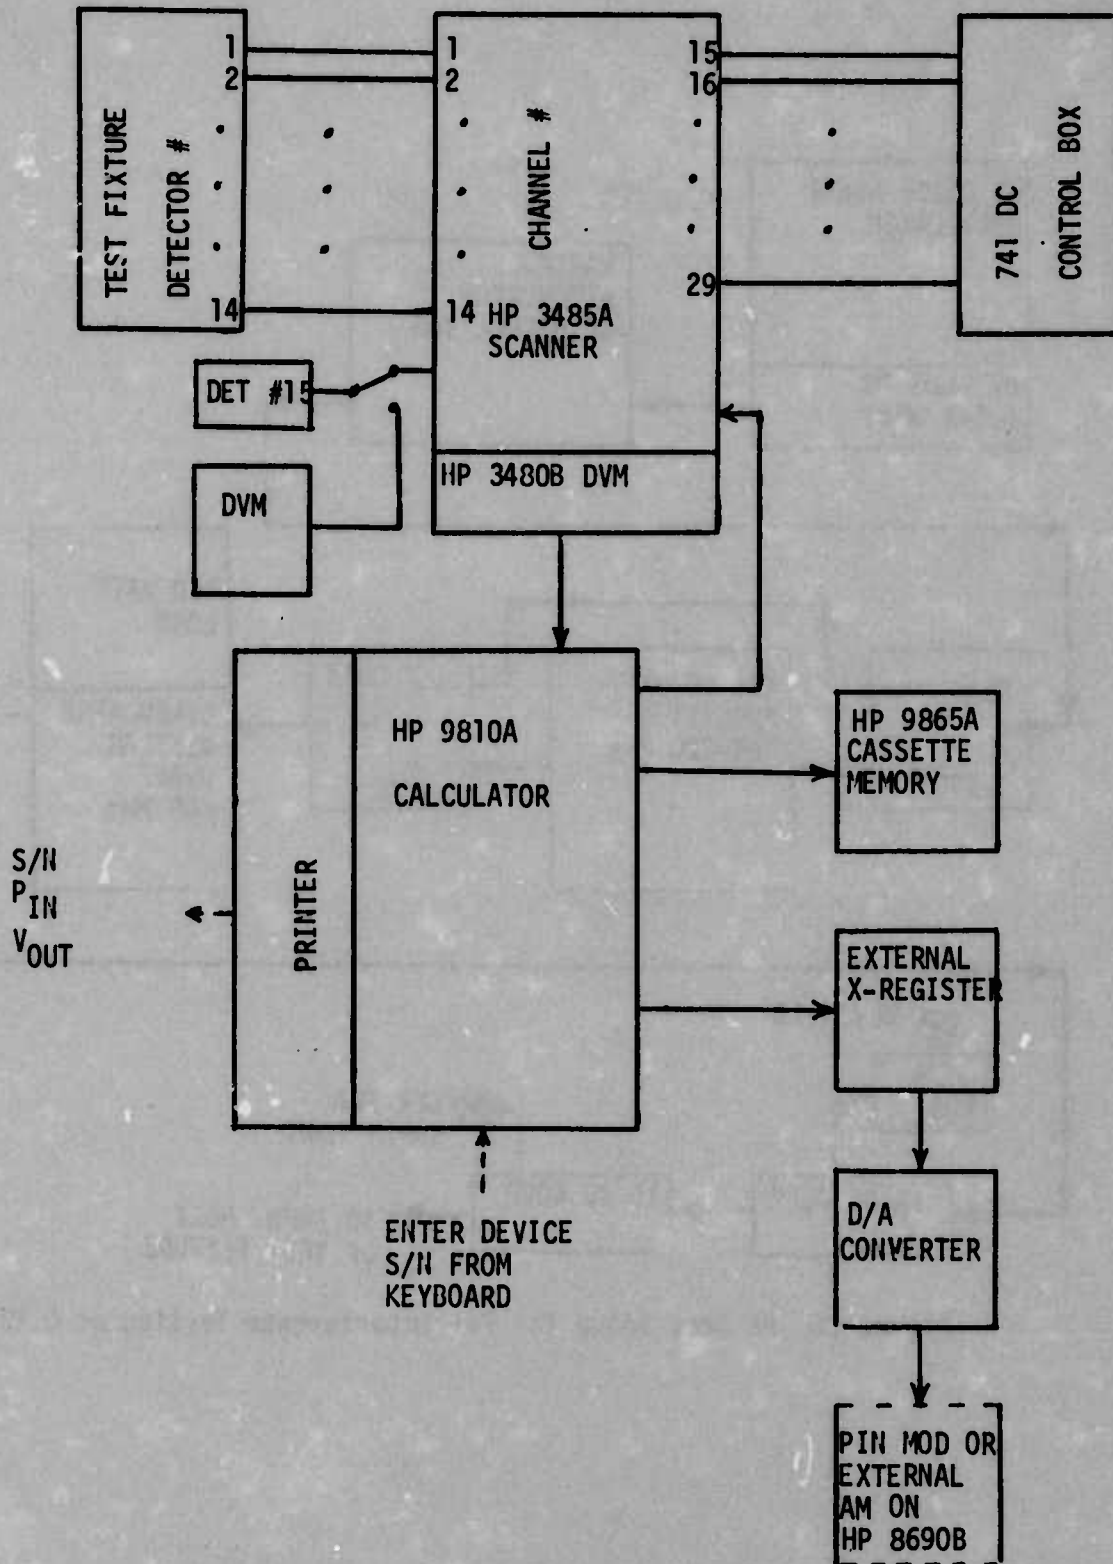 TEST FIXTURE
DETECTOR #
1
2
14
1
2
14
CHANNEL #
HP 3485A
SCANNER
15
16
29
741 DC
CONTROL BOX
DET #15
DVM
HP 3480B DVM
HP 9810A
CALCULATOR
PRINTER
S/N
PIN
VOUT
HP 9865A
CASSETTE
MEMORY
EXTERNAL
X-REGISTER
ENTER DEVICE
S/N FROM
KEYBOARD
D/A
CONVERTER
PIN MOD OR
EXTERNAL
AM ON
HP 8690B